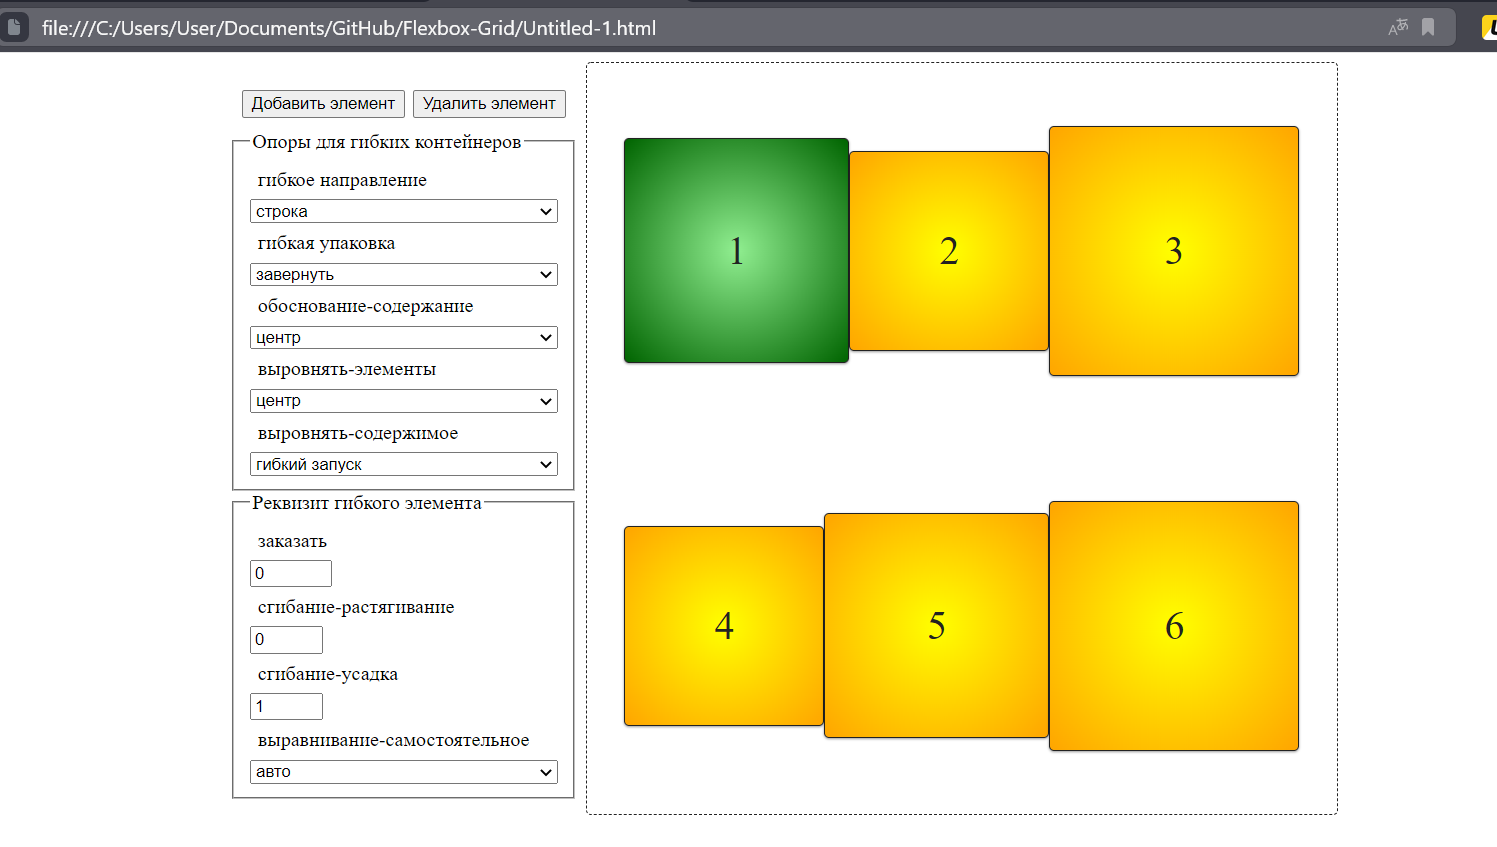 file:///C:/Users/User/Documents/GitHub/Flexbox-Grid/Untitled-1.html
Добавить элемент
Удалить элемент
Опоры для гибких контейнеров
гибкое направление
строка
гибкая упаковка
завернуть
обоснование-содержание
центр
выровнять-элементы
центр
выровнять-содержимое
гибкий запуск
Реквизит гибкого элемента
заказать
0
сгибание-растягивание
0
сгибание-усадка
1
выравнивание-самостоятельное
авто
1
2
3
4
5
6